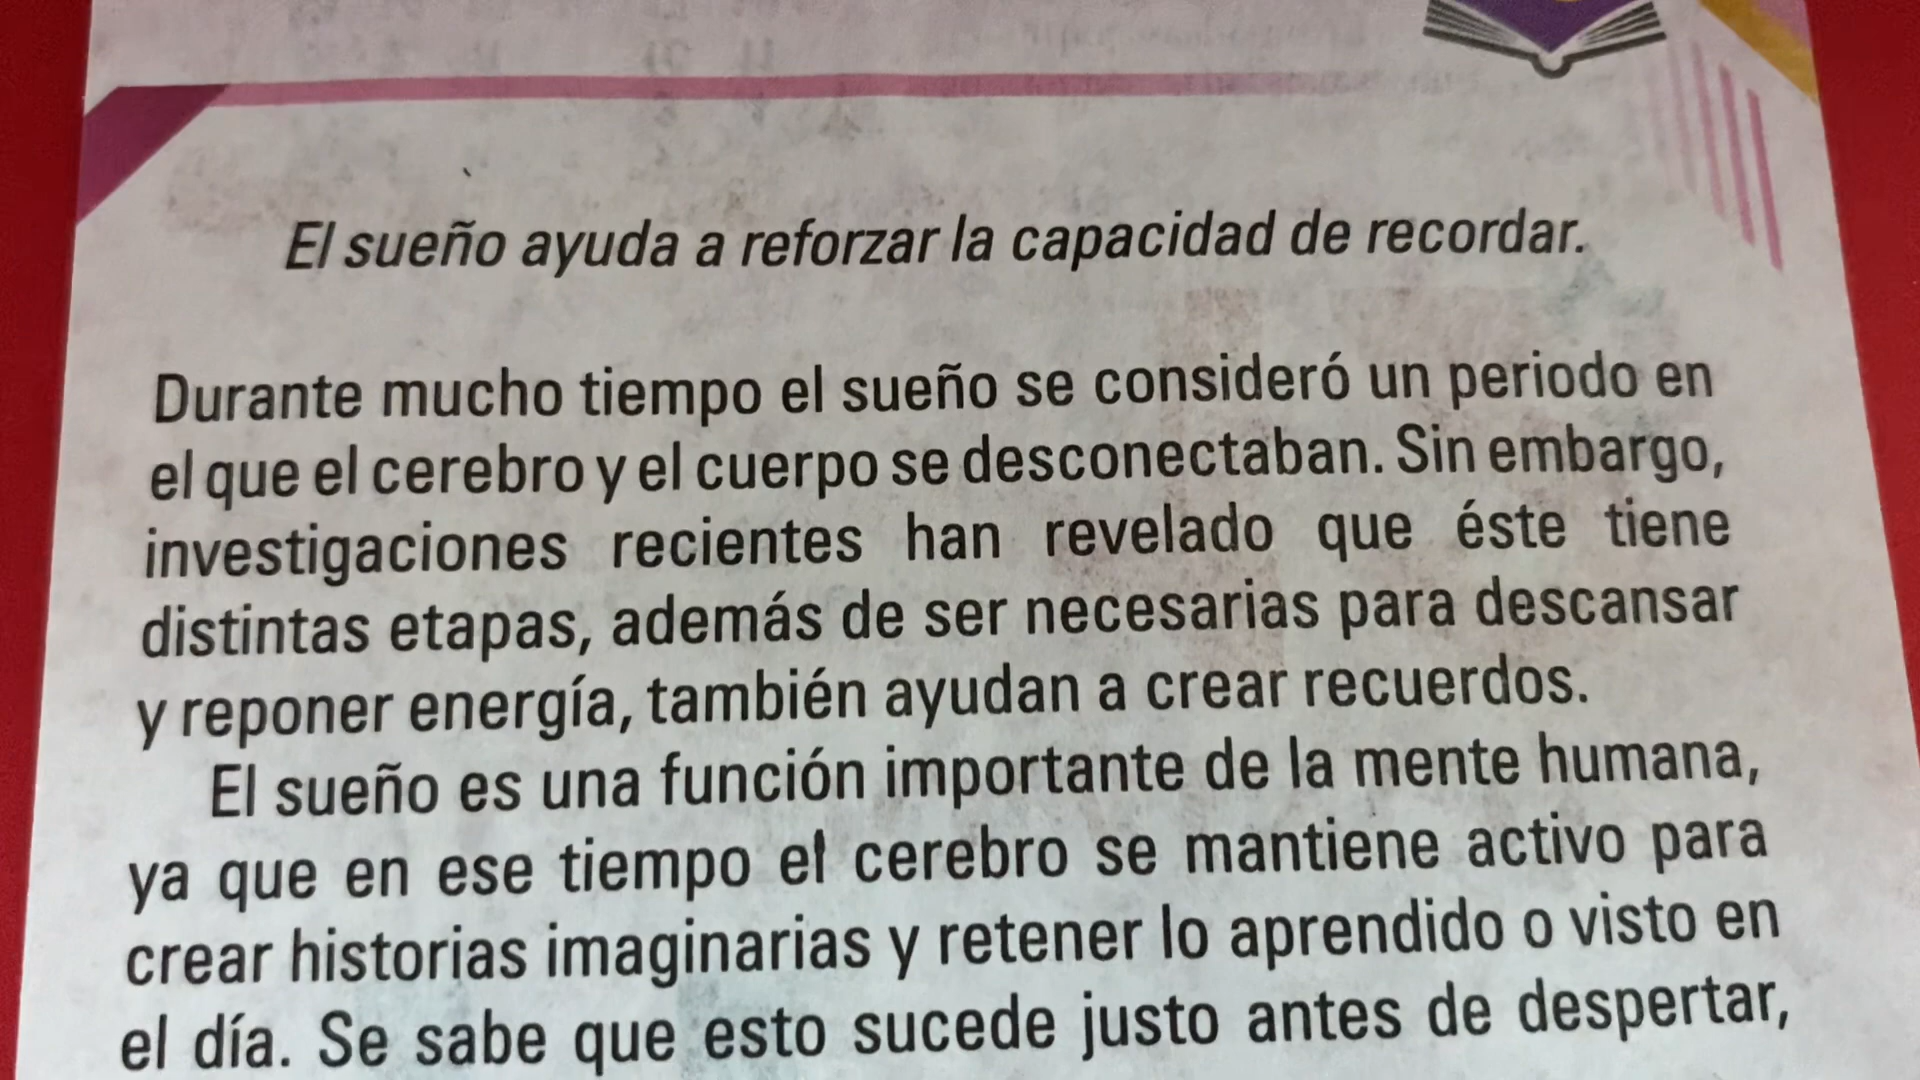 El sueño ayuda a reforzar la capacidad de recordar.
Durante mucho tiempo el sueño se consideró un periodo en
el que el cerebro y el cuerpo se desconectaban. Sin embargo,
investigaciones recientes han revelado que éste tiene
distintas etapas, además de ser necesarias para descansar
y reponer energía, también ayudan a crear recuerdos.
El sueño es una función importante de la mente humana,
ya que en ese tiempo el cerebro se mantiene activo para
crear historias imaginarias y retener lo aprendido o visto en
el día. Se sabe que esto sucede justo antes de despertar,